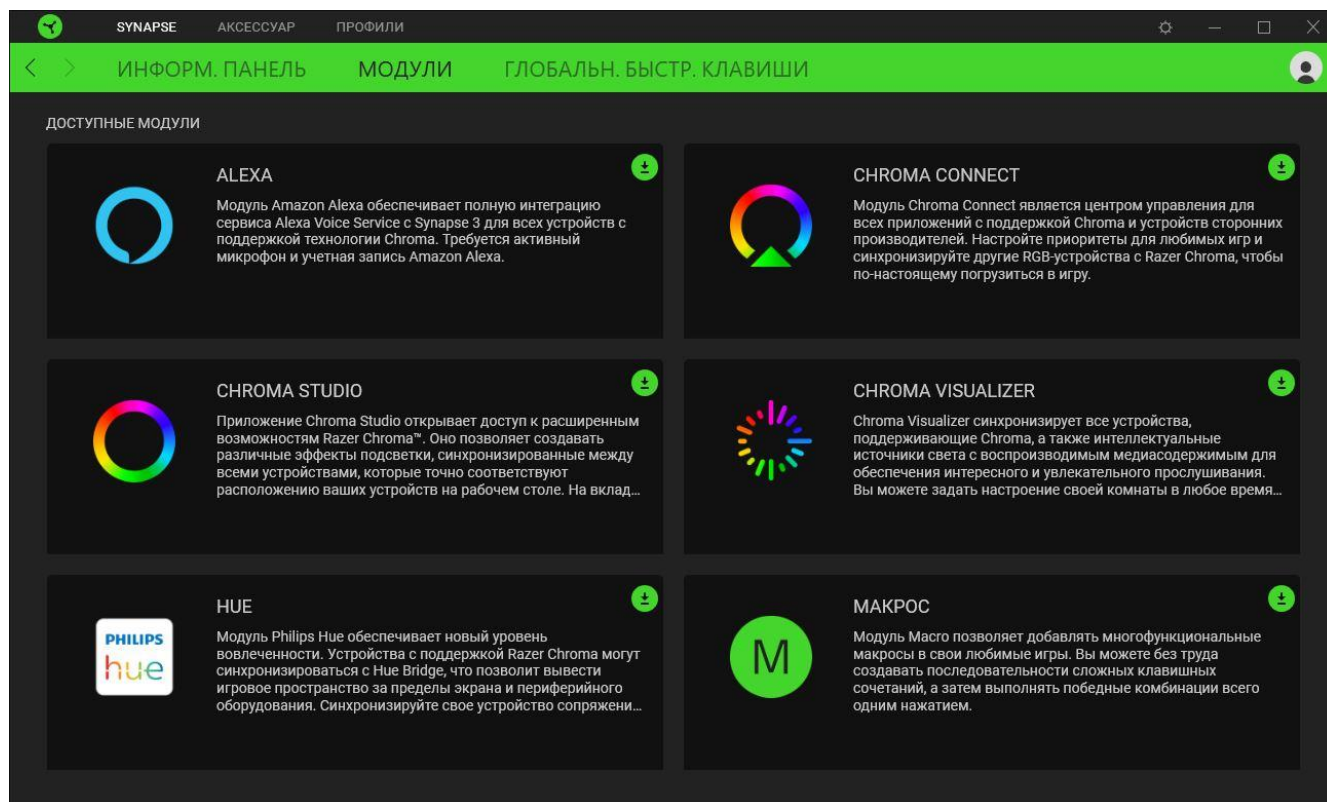 SYNAPSE АКСЕССУАР ПРОФИЛИ
ИНФОРМ. ПАНЕЛЬ МОДУЛИ ГЛОБАЛЬН. БЫСТР. КЛАВИШИ
ДОСТУПНЫЕ МОДУЛИ
ALEXA
Модуль Amazon Alexa обеспечивает полную интеграцию
сервиса Alexa Voice Service с Synapse 3 для всех устройств с
поддержкой технологии Chroma. Требуется активный
микрофон и учетная запись Amazon Alexa.
CHROMA CONNECT
Модуль Chroma Connect является центром управления для
всех приложений с поддержкой Chroma и устройств сторонних
производителей. Настройте приоритеты для любимых игр и
синхронизируйте другие RGB-устройства с Razer Chroma, чтобы
по-настоящему погрузиться в игру.
CHROMA STUDIO
Приложение Chroma Studio открывает доступ к расширенным
возможностям Razer Chroma™. Оно позволяет создавать
различные эффекты подсветки, синхронизированные между
всеми устройствами, которые точно соответствуют
расположению ваших устройств на рабочем столе. На вклад...
CHROMA VISUALIZER
Chroma Visualizer синхронизирует все устройства,
поддерживающие Chroma, а также интеллектуальные
источники света с воспроизводимым медиасодержимым для
обеспечения интересного и увлекательного прослушивания.
Вы можете задать настроение своей комнаты в любое время...
PHILIPS
hue
HUE
Модуль Philips Hue обеспечивает новый уровень
вовлеченности. Устройства с поддержкой Razer Chroma могут
синхронизироваться с Hue Bridge, что позволит вывести
игровое пространство за пределы экрана и периферийного
оборудования. Синхронизируйте свое устройство сопряжени...
M
МАКРОС
Модуль Macro позволяет добавлять многофункциональные
макросы в свои любимые игры. Вы можете без труда
создавать последовательности сложных клавишных
сочетаний, а затем выполнять победные комбинации всего
одним нажатием.